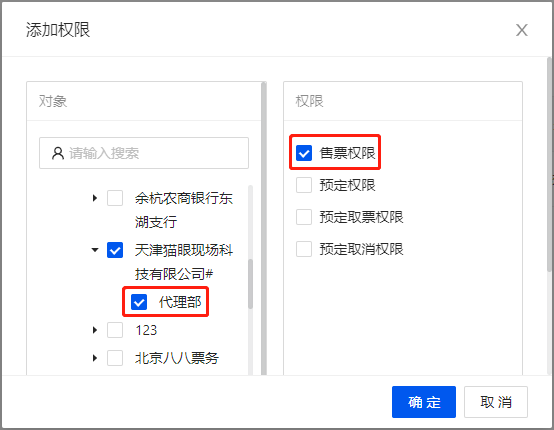 添加权限
对象
请输入搜索
余杭农商银行东
湖支行
天津猫眼现场科
技有限公司#
代理部
123
北京八八票务
权限
售票权限
预定权限
预定取票权限
预定取消权限
确 定
取 消